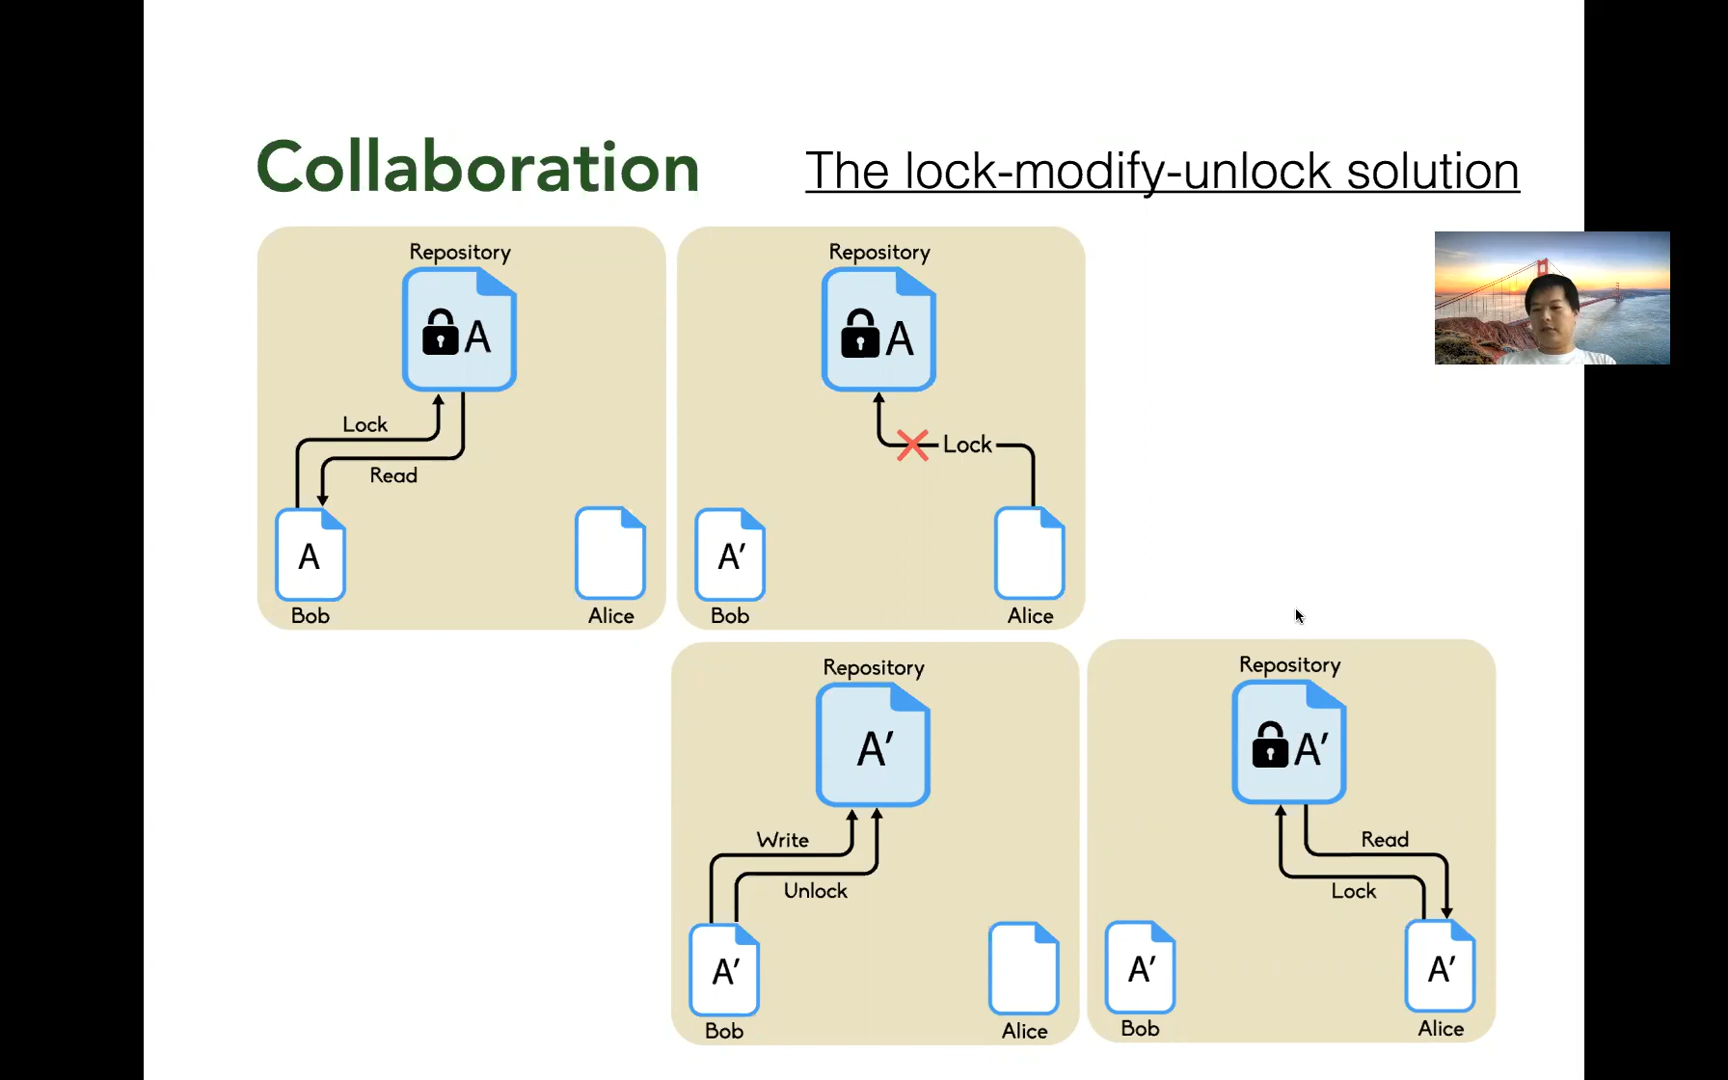 Collaboration
The lock-modify-unlock solution
Repository
A
Lock
Read
A
Bob
Alice
Repository
A
Lock
A′
Bob
Alice
Repository
A′
Write
Unlock
A′
Bob
Alice
Repository
A′
Read
Lock
A′
Bob
A′
Alice